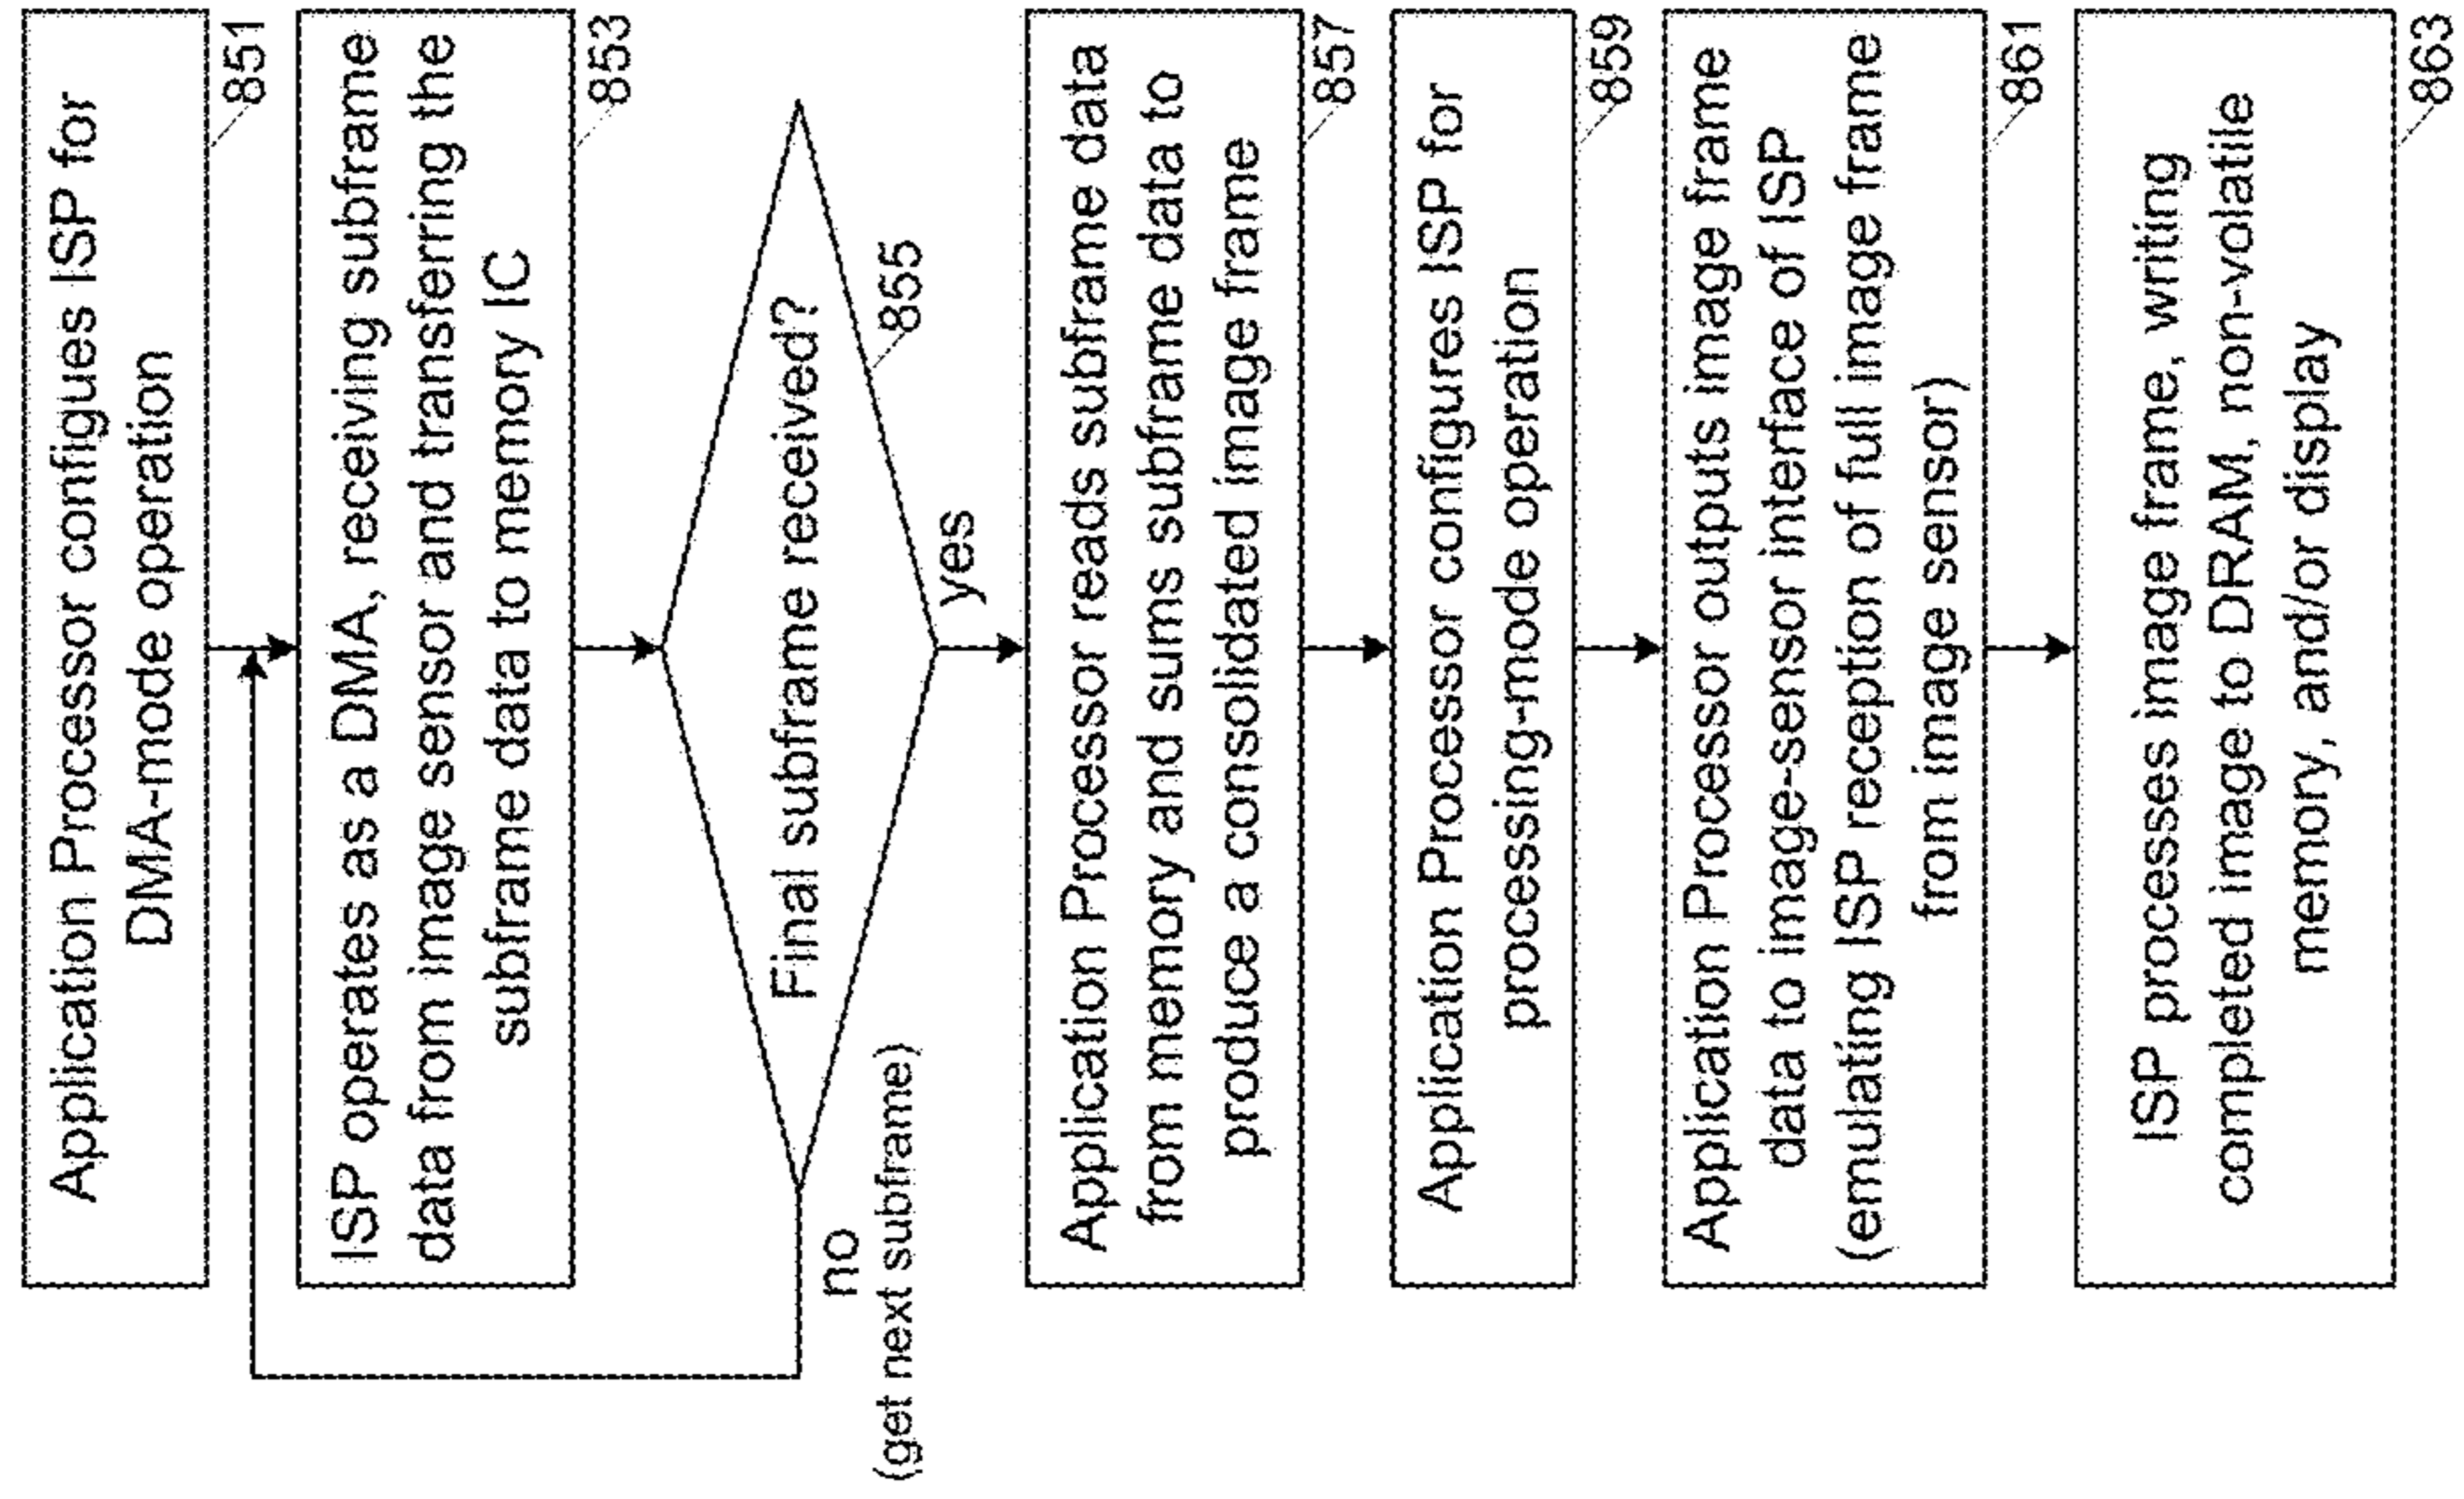 Application Processor configues ISP for
DMA-mode operation
851
ISP operates as a DMA, receiving subframe
data from image sensor and transferring the
subframe data to memory IC
853
Final subframe received?
855
no
(get next subframe)
yes
Application Processor reads subframe data
from memory and sums subframe data to
produce a consolidated image frame
857
Application Processor configures ISP for
processing-mode operation
859
Application Processor outputs image frame
data to image-sensor interface of ISP
(emulating ISP reception of full image frame
from image sensor)
861
ISP processes image frame, writing
completed image to DRAM, non-volatile
memory, and/or display
863